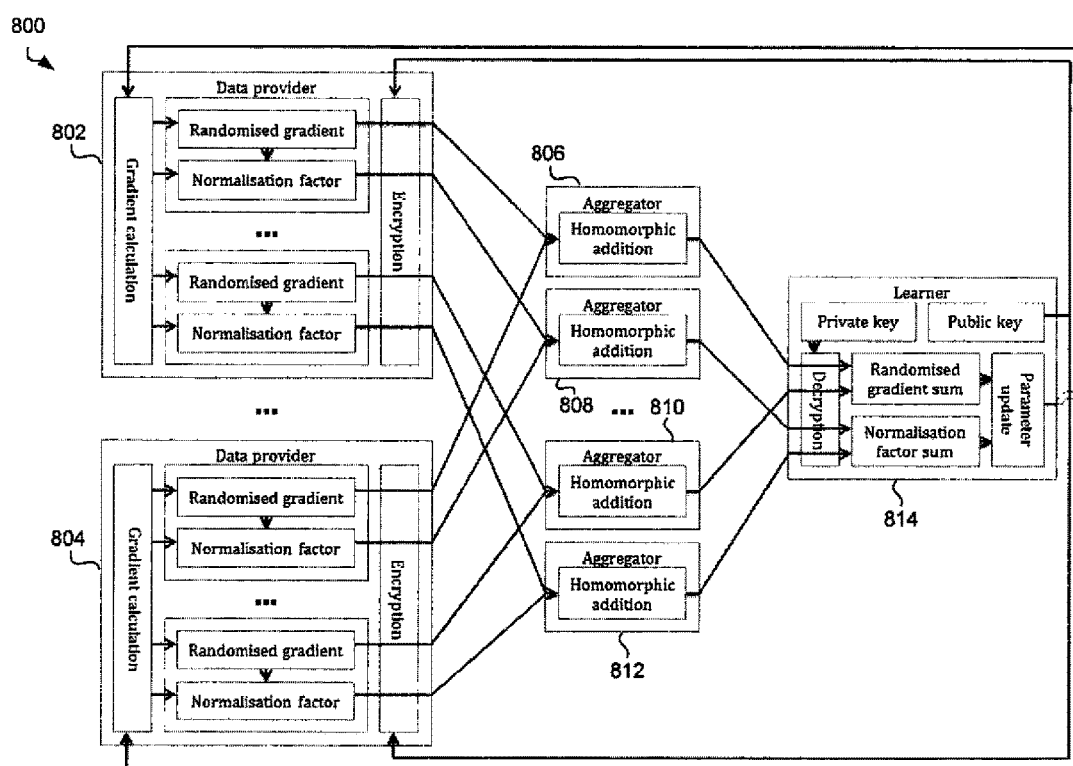 800
802
Data provider
Gradient calculation
Randomised gradient
Normalisation factor
...
Randomised gradient
Normalisation factor
Encryption
...
804
Data provider
Gradient calculation
Randomised gradient
Normalisation factor
...
Randomised gradient
Normalisation factor
Encryption
806
Aggregator
Homomorphic
addition
Aggregator
Homomorphic
addition
808
...
810
Aggregator
Homomorphic
addition
Aggregator
Homomorphic
addition
812
Learner
Private key
Public key
Decryption
Randomised
gradient sum
Normalisation
factor sum
Parameter
update
814